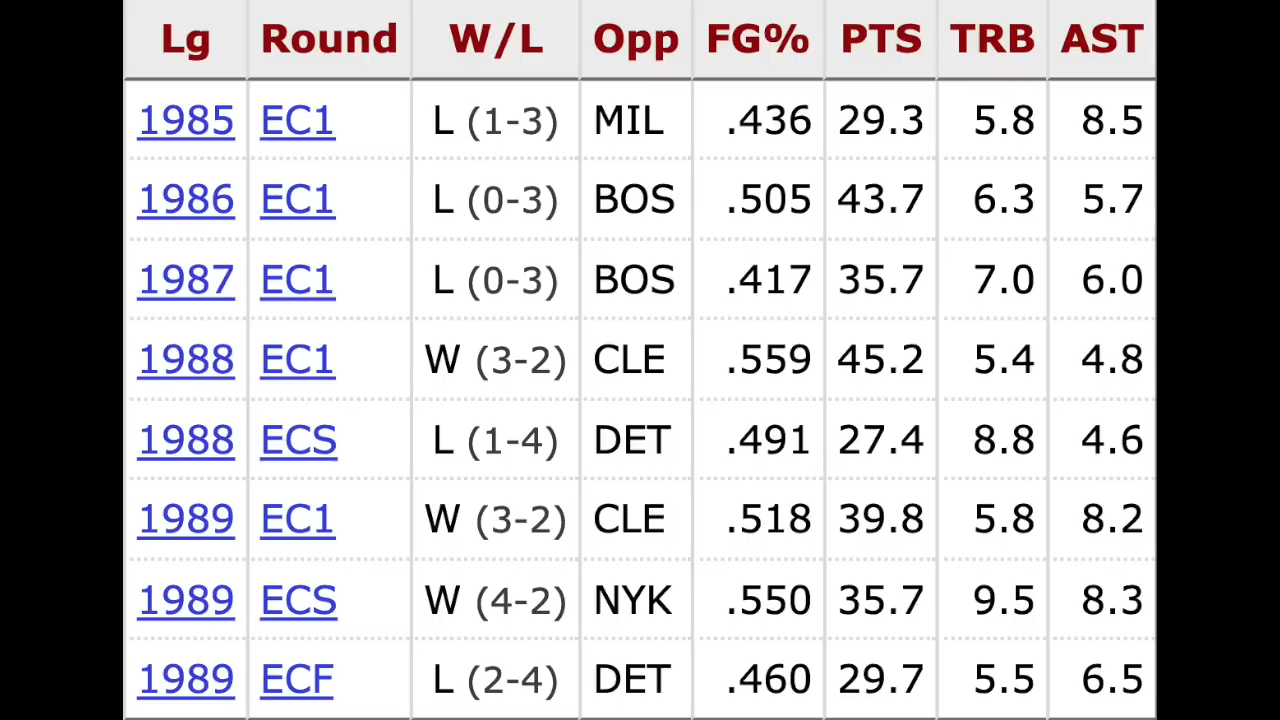 Lg Round W/L Opp FG% PTS TRB AST
1985 EC1 L (1-3) MIL .436 29.3 5.8 8.5
1986 EC1 L (0-3) BOS .505 43.7 6.3 5.7
1987 EC1 L (0-3) BOS .417 35.7 7.0 6.0
1988 EC1 W (3-2) CLE .559 45.2 5.4 4.8
1988 ECS L (1-4) DET .491 27.4 8.8 4.6
1989 EC1 W (3-2) CLE .518 39.8 5.8 8.2
1989 ECS W (4-2) NYK .550 35.7 9.5 8.3
1989 ECF L (2-4) DET .460 29.7 5.5 6.5